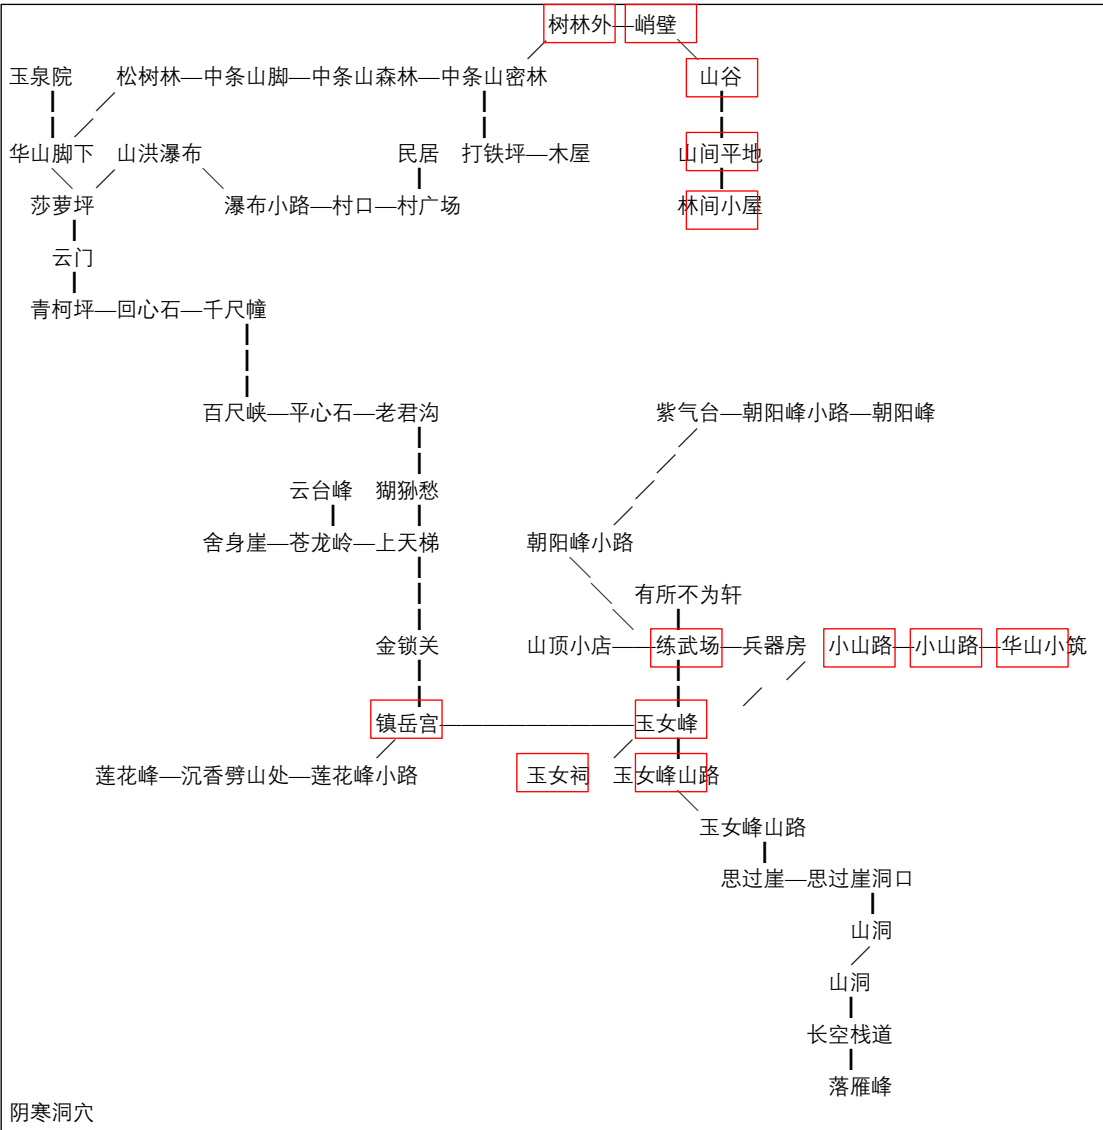 树林外—峭壁
玉泉院 松树林—中条山脚—中条山森林—中条山密林 山谷
华山脚下 山洪瀑布 民居 打铁坪—木屋 山间平地
莎萝坪 瀑布小路—村口—村广场 林间小屋
云门
青柯坪—回心石—千尺幢
百尺峡—平心石—老君沟 紫气台—朝阳峰小路—朝阳峰
云台峰 猢狲愁
舍身崖—苍龙岭—上天梯 朝阳峰小路
有所不为轩
金锁关 山顶小店——练武场—兵器房 小山路—小山路—华山小筑
镇岳宫—————————玉女峰
莲花峰—沉香劈山处—莲花峰小路 玉女祠 玉女峰山路
玉女峰山路
思过崖—思过崖洞口
山洞
山洞
长空栈道
落雁峰
阴寒洞穴